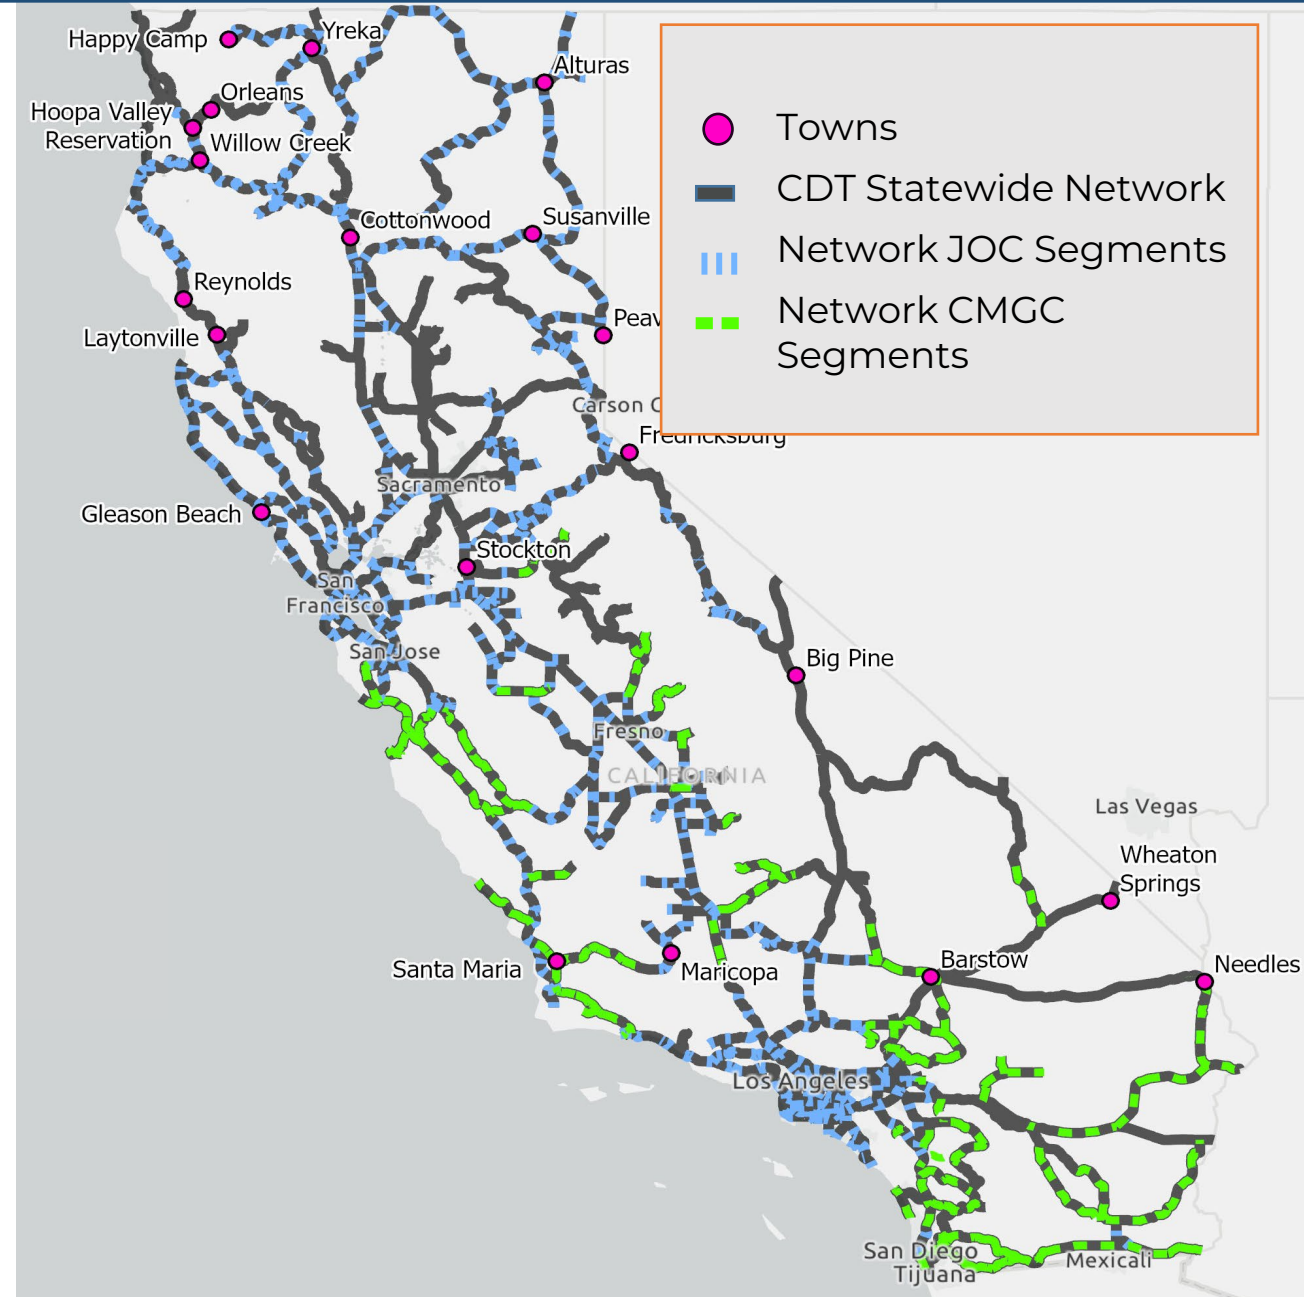 Happy Camp
Yreka
Alturas
Orleans
Hoopa Valley
Reservation
Willow Creek
Cottonwood
Susanville
Reynolds
Laytonville
Towns
CDT Statewide Network
Network JOC Segments
Network CMGC
Segments
Carson
Fredricksburg
Sacramento
Gleason Beach
Stockton
San
Francisco
San Jose
Big Pine
Fresno
CALIFORNIA
Las Vegas
Wheaton
Springs
Santa Maria
Maricopa
Barstow
Needles
Los Angeles
San Diego
Tijuana
Mexicali